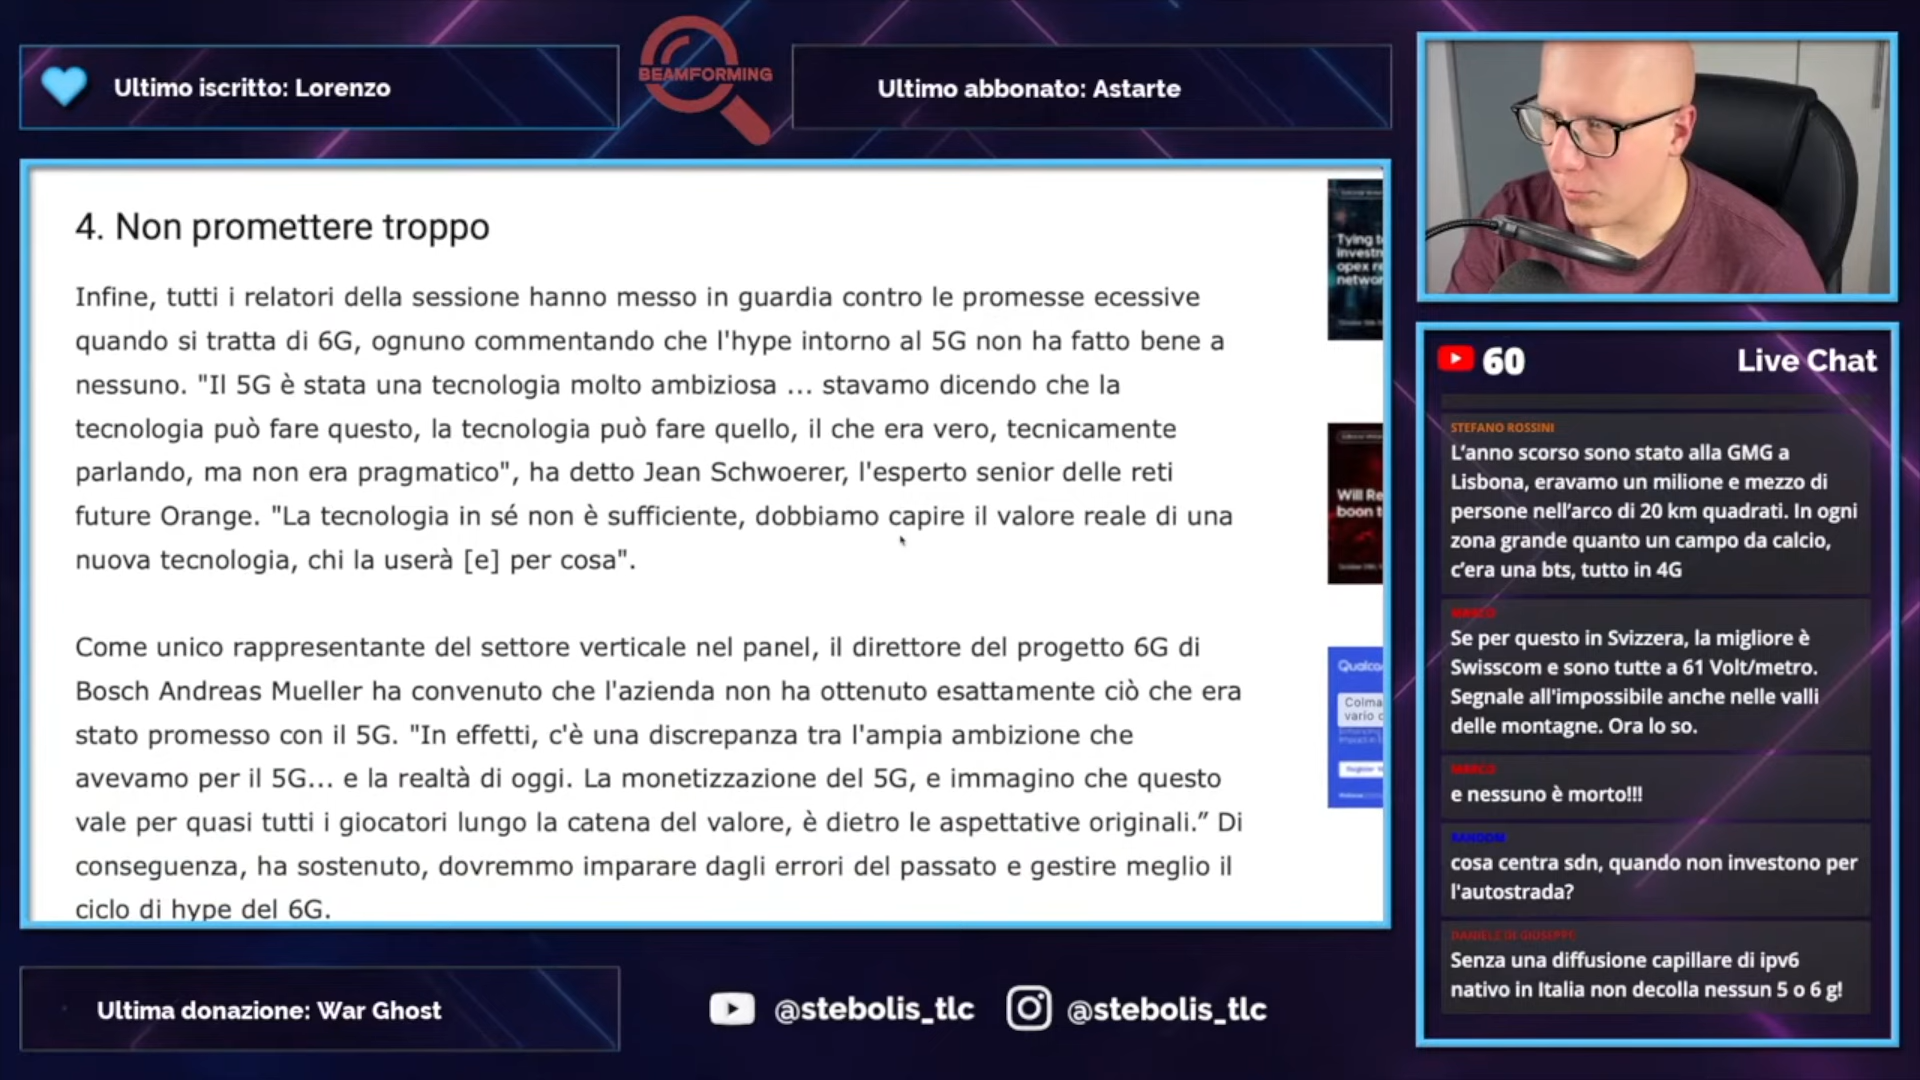 Ultimo iscritto: Lorenzo
BEAMFORMING
Ultimo abbonato: Astarte
4. Non promettere troppo
Infine, tutti i relatori della sessione hanno messo in guardia contro le promesse ecessive
quando si tratta di 6G, ognuno commentando che l'hype intorno al 5G non ha fatto bene a
nessuno. "Il 5G è stata una tecnologia molto ambiziosa ... stavamo dicendo che la
tecnologia può fare questo, la tecnologia può fare quello, il che era vero, tecnicamente
parlando, ma non era pragmatico", ha detto Jean Schwoerer, l'esperto senior delle reti
future Orange. "La tecnologia in sé non è sufficiente, dobbiamo capire il valore reale di una
nuova tecnologia, chi la userà [e] per cosa".
Come unico rappresentante del settore verticale nel panel, il direttore del progetto 6G di
Bosch Andreas Mueller ha convenuto che l'azienda non ha ottenuto esattamente ciò che era
stato promesso con il 5G. "In effetti, c'è una discrepanza tra l'ampia ambizione che
avevamo per il 5G... e la realtà di oggi. La monetizzazione del 5G, e immagino che questo
vale per quasi tutti i giocatori lungo la catena del valore, è dietro le aspettative originali.” Di
conseguenza, ha sostenuto, dovremmo imparare dagli errori del passato e gestire meglio il
ciclo di hype del 6G.
Tying
opex
Will Re
boon
Colma
vario
60
Live Chat
STEFANO ROSSINI
L'anno scorso sono stato alla GMG a
Lisbona, eravamo un milione e mezzo di
persone nell'arco di 20 km quadrati. In ogni
zona grande quanto un campo da calcio,
c'era una bts, tutto in 4G
MARCO
Se per questo in Svizzera, la migliore è
Swisscom e sono tutte a 61 Volt/metro.
Segnale all'impossibile anche nelle valli
delle montagne. Ora lo so.
MARCO
e nessuno è morto!!!
RANDOM
cosa centra sdn, quando non investono per
l'autostrada?
DANIELE DI GIUSEPPE
Senza una diffusione capillare di ipv6
nativo in Italia non decolla nessun 5 o 6 g!
Ultima donazione: War Ghost
@stebolis_tlc
@stebolis_tlc